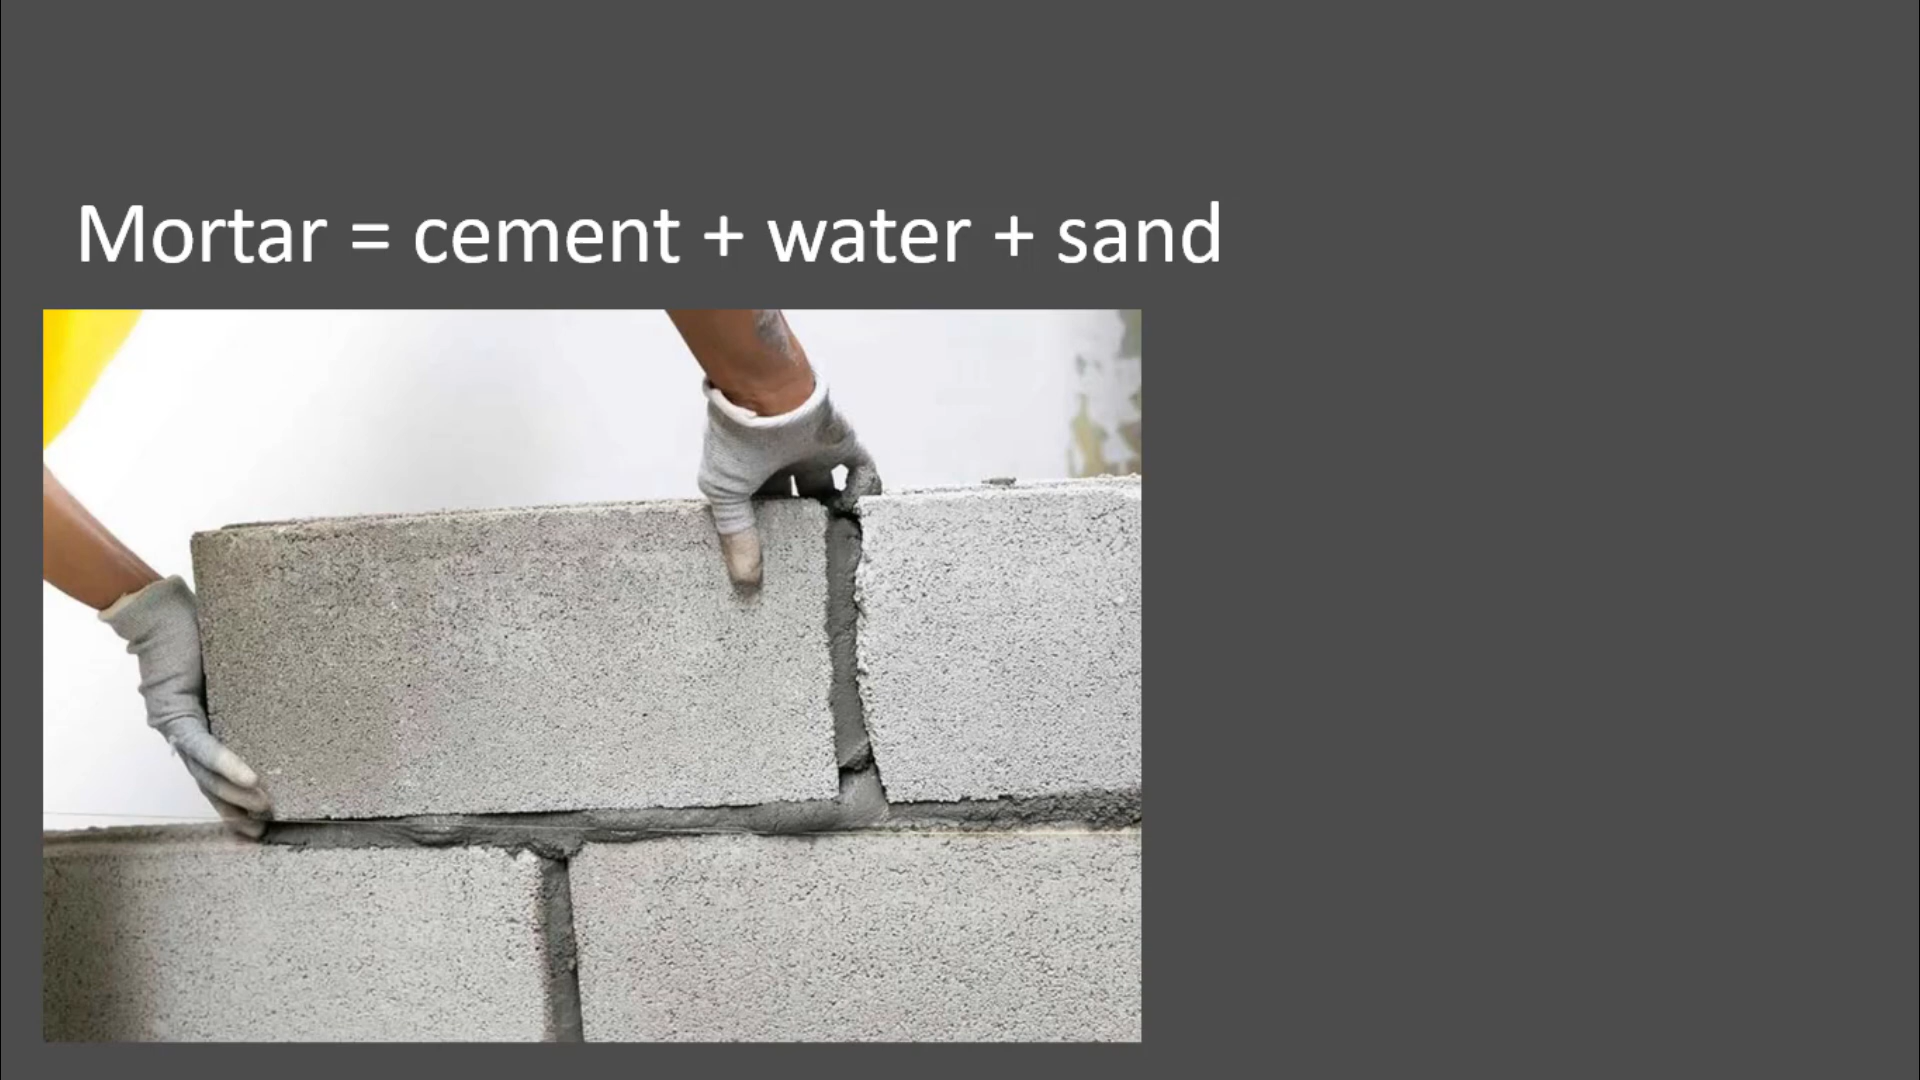 Mortar = cement + water + sand